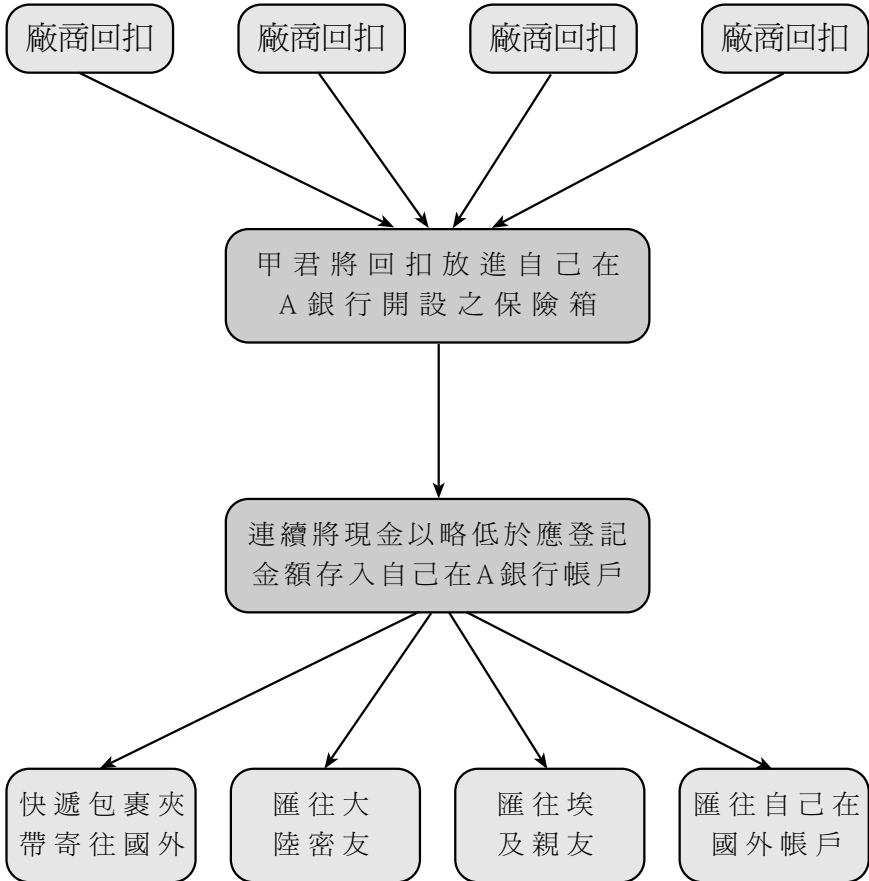 廠商回扣
廠商回扣
廠商回扣
廠商回扣
甲君將回扣放進自己在
A銀行開設之保險箱
連續將現金以略低於應登記
金額存入自己在A銀行帳戶
快遞包裹夾
帶寄往國外
匯往大
陸密友
匯往埃
及親友
匯往自己在
國外帳戶